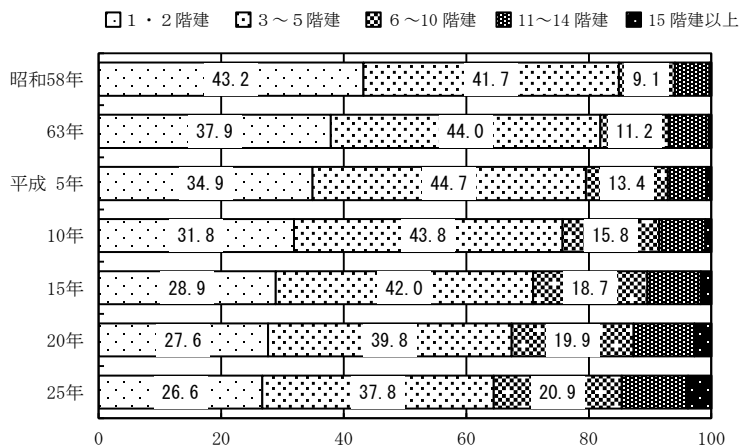 1・2階建 3～5階建 6～10階建 11～14階建 15階建以上
昭和58年 43.2 41.7 9.1
63年 37.9 44.0 11.2
平成 5年 34.9 44.7 13.4
10年 31.8 43.8 15.8
15年 28.9 42.0 18.7
20年 27.6 39.8 19.9
25年 26.6 37.8 20.9
0 20 40 60 80 100